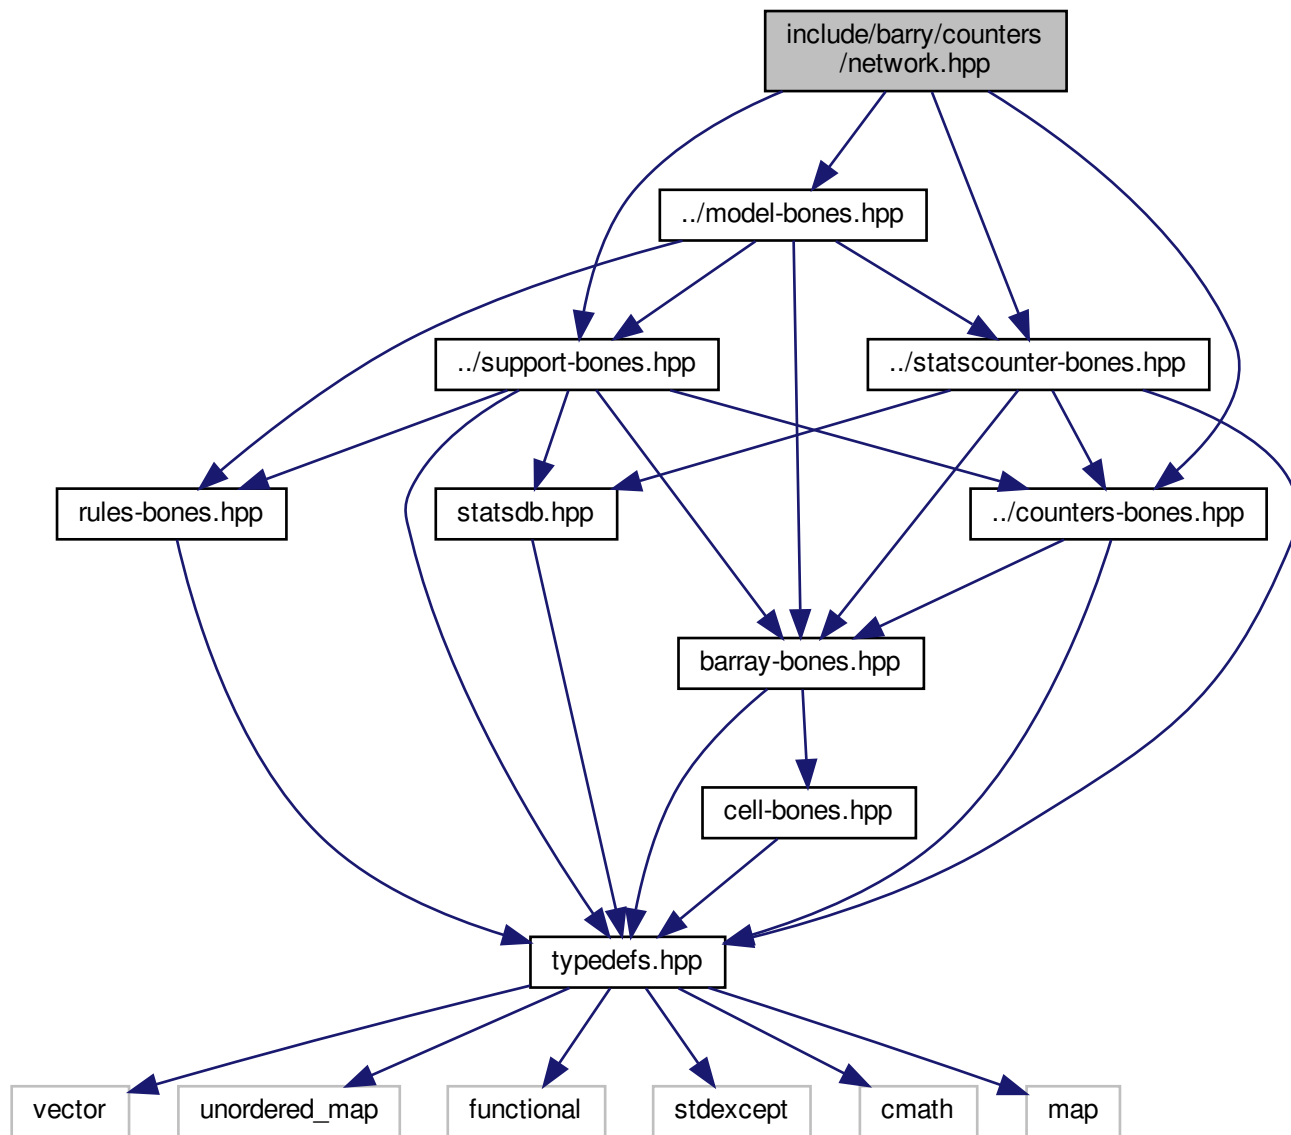 include/barry/counters
/network.hpp
../model-bones.hpp
../support-bones.hpp
../statscounter-bones.hpp
rules-bones.hpp
statsdb.hpp
../counters-bones.hpp
barray-bones.hpp
cell-bones.hpp
typedefs.hpp
vector
unordered_map
functional
stdexcept
cmath
map